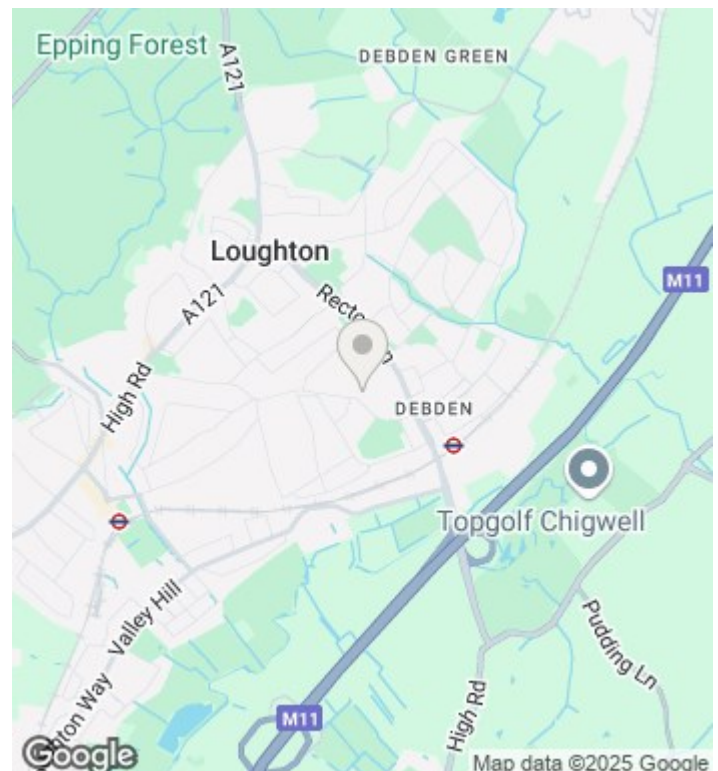 Epping Forest
A121
DEBDEN GREEN
Loughton
M11
A121
High Rd
DEBDEN
Topgolf Chigwell
Valley Hill
Pudding Ln
Way
High Rd
M11
Google
Map data ©2025 Google